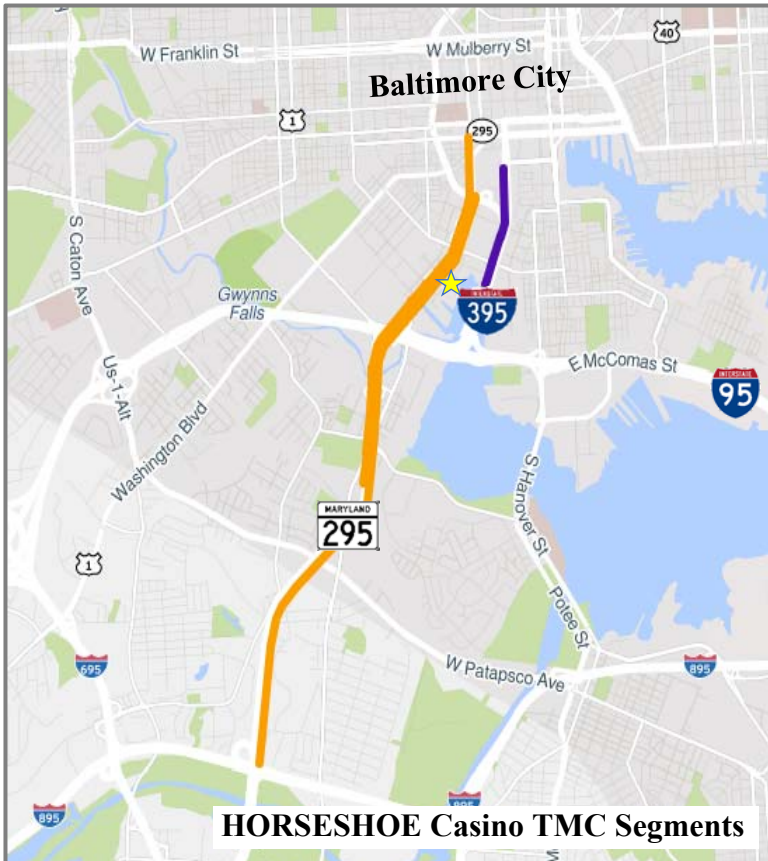 40
W Franklin St
W Mulberry St
Baltimore City
1
295
S Caton Ave
Gwynns
Falls
INTERSTATE
395
E McComas St
INTERSTATE
95
Us-1-Alt
Washington Blvd
S Hanover St
MARYLAND
295
1
Potee St
695
W Patapsco Ave
895
895
895
HORSESHOE Casino TMC Segments